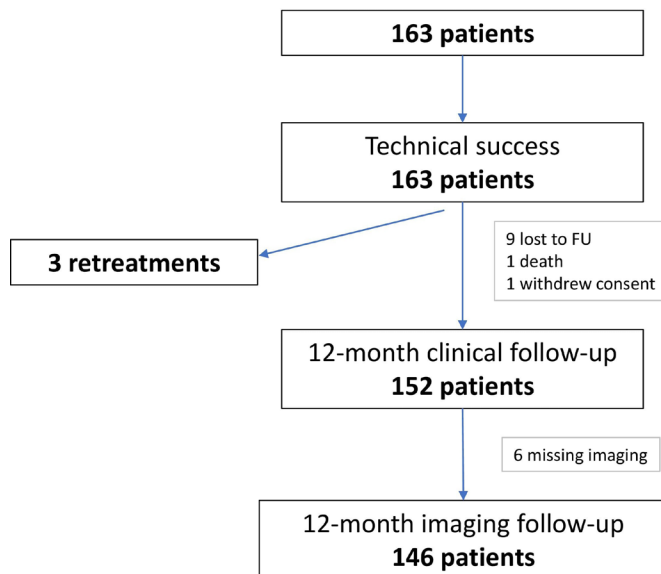 163 patients
Technical success
163 patients
3 retreatments
9 lost to FU
1 death
1 withdrew consent
12-month clinical follow-up
152 patients
6 missing imaging
12-month imaging follow-up
146 patients